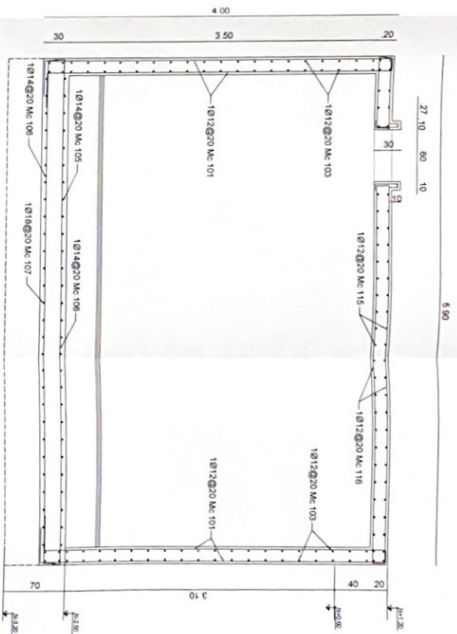 4.00
30
3.50
.20
1Ø12@20 Mc 101
1Ø12@20 Mc 103
27
10
.60
10
30
10
5.90
1Ø14@20 Mc 105
1Ø14@20 Mc 106
1Ø14@20 Mc 106
1Ø18@20 Mc 107
1Ø12@20 Mc 115
1Ø12@20 Mc 116
1Ø12@20 Mc 101
1Ø12@20 Mc 103
70
3.10
40
20